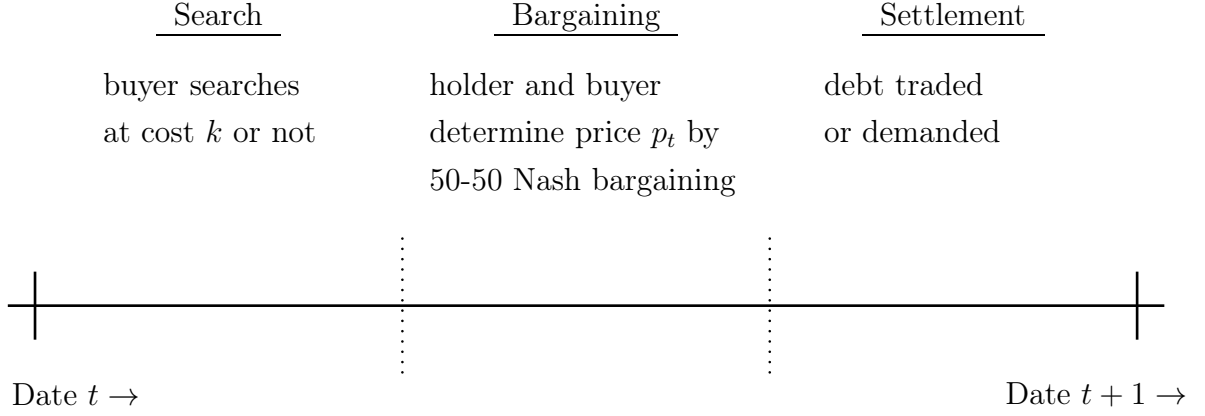 Search
buyer searches
at cost k or not
Bargaining
holder and buyer
determine price pₜ by
50-50 Nash bargaining
Settlement
debt traded
or demanded
Date t →
Date t + 1 →